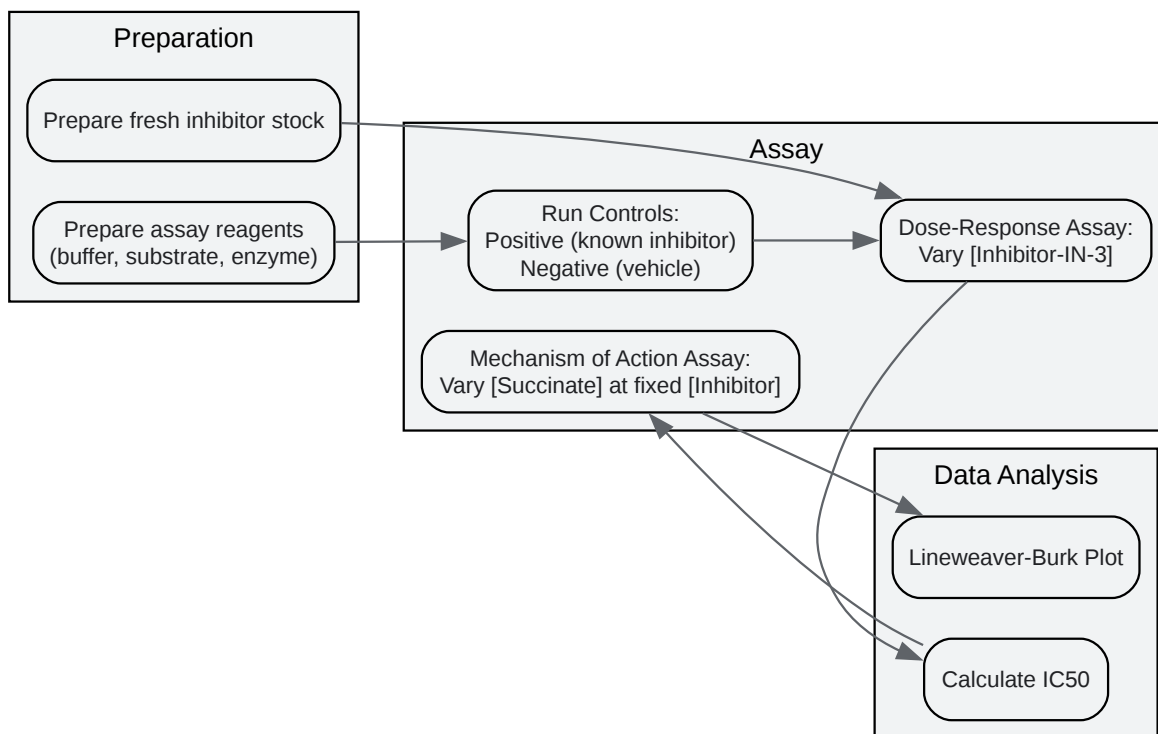 Preparation
Prepare fresh inhibitor stock
Prepare assay reagents
(buffer, substrate, enzyme)
Assay
Run Controls:
Positive (known inhibitor)
Negative (vehicle)
Dose-Response Assay:
Vary [Inhibitor-IN-3]
Mechanism of Action Assay:
Vary [Succinate] at fixed [Inhibitor]
Data Analysis
Lineweaver-Burk Plot
Calculate IC50